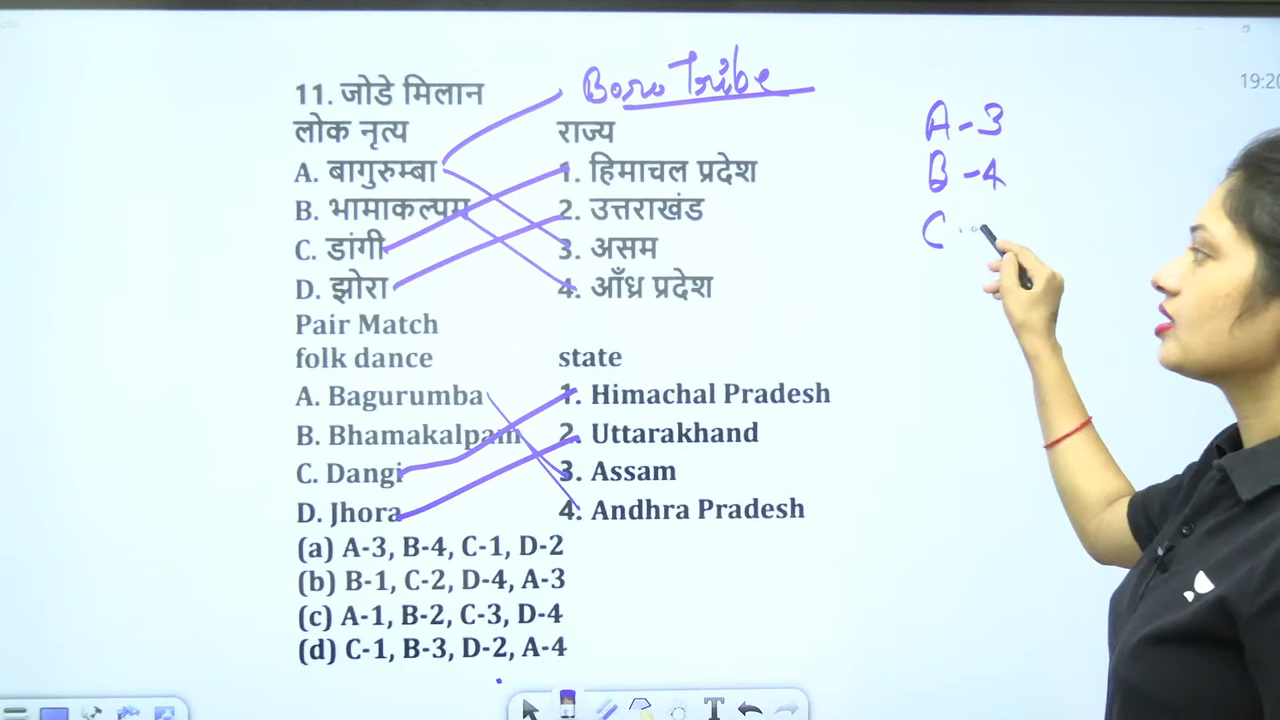 19:20
Boro Tribe
11. जोडे मिलान
लोक नृत्य राज्य
A. बागुरुम्बा 1. हिमाचल प्रदेश
B. भामाकल्पम 2. उत्तराखंड
C. डांगी 3. असम
D. झोरा 4. आँध्र प्रदेश
Pair Match
folk dance state
A. Bagurumba 1. Himachal Pradesh
B. Bhamakalpam 2. Uttarakhand
C. Dangi 3. Assam
D. Jhora 4. Andhra Pradesh
(a) A-3, B-4, C-1, D-2
(b) B-1, C-2, D-4, A-3
(c) A-1, B-2, C-3, D-4
(d) C-1, B-3, D-2, A-4
A-3
B-4
C
T